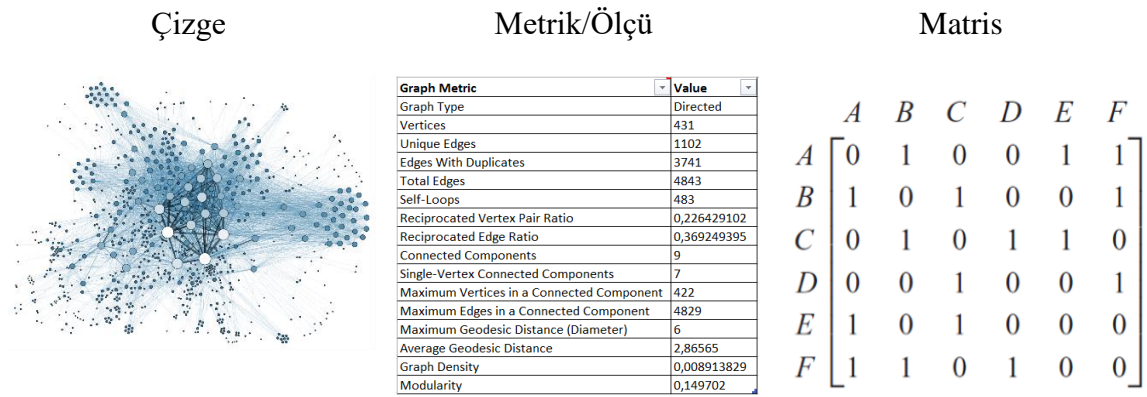 Çizge
Metrik/Ölçü
Matris
Graph Metric Value
Graph Type Directed
Vertices 431
Unique Edges 1102
Edges With Duplicates 3741
Total Edges 4843
Self-Loops 483
Reciprocated Vertex Pair Ratio 0,226429102
Reciprocated Edge Ratio 0,369249395
Connected Components 9
Single-Vertex Connected Components 7
Maximum Vertices in a Connected Component 422
Maximum Edges in a Connected Component 4829
Maximum Geodesic Distance (Diameter) 6
Average Geodesic Distance 2,86565
Graph Density 0,008913829
Modularity 0,149702
A B C D E F
A 0 1 0 0 1 1
B 1 0 1 0 0 1
C 0 1 0 1 1 0
D 0 0 1 0 0 1
E 1 0 1 0 0 0
F 1 1 0 1 0 0